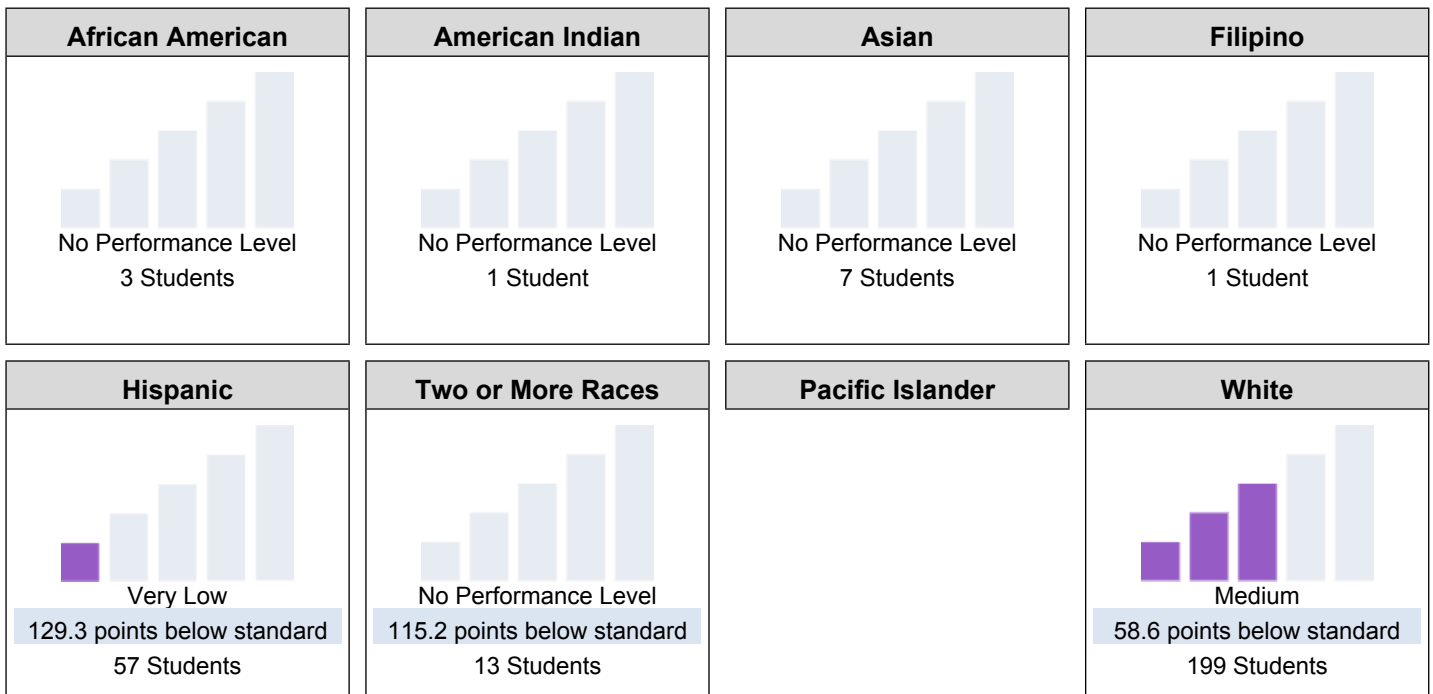 African American
No Performance Level
3 Students
American Indian
No Performance Level
1 Student
Asian
No Performance Level
7 Students
Filipino
No Performance Level
1 Student
Hispanic
Very Low
129.3 points below standard
57 Students
Two or More Races
No Performance Level
115.2 points below standard
13 Students
Pacific Islander
White
Medium
58.6 points below standard
199 Students